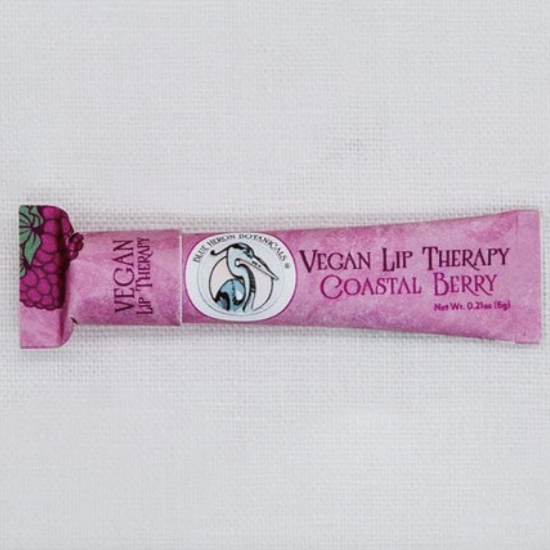 VEGAN
LIP THERAPY
BLUE HERON BOTANICALS ®
VEGAN LIP THERAPY
COASTAL BERRY
Net Wt. 0.21oz (6g)